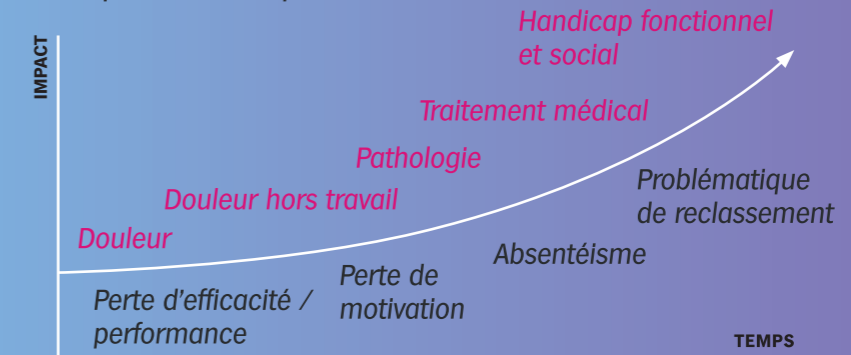 IMPACT
Handicap fonctionnel
et social
Traitement médical
Pathologie
Douleur hors travail
Douleur
Problématique
de reclassement
Absentéisme
Perte de
motivation
Perte d'efficacité /
performance
TEMPS